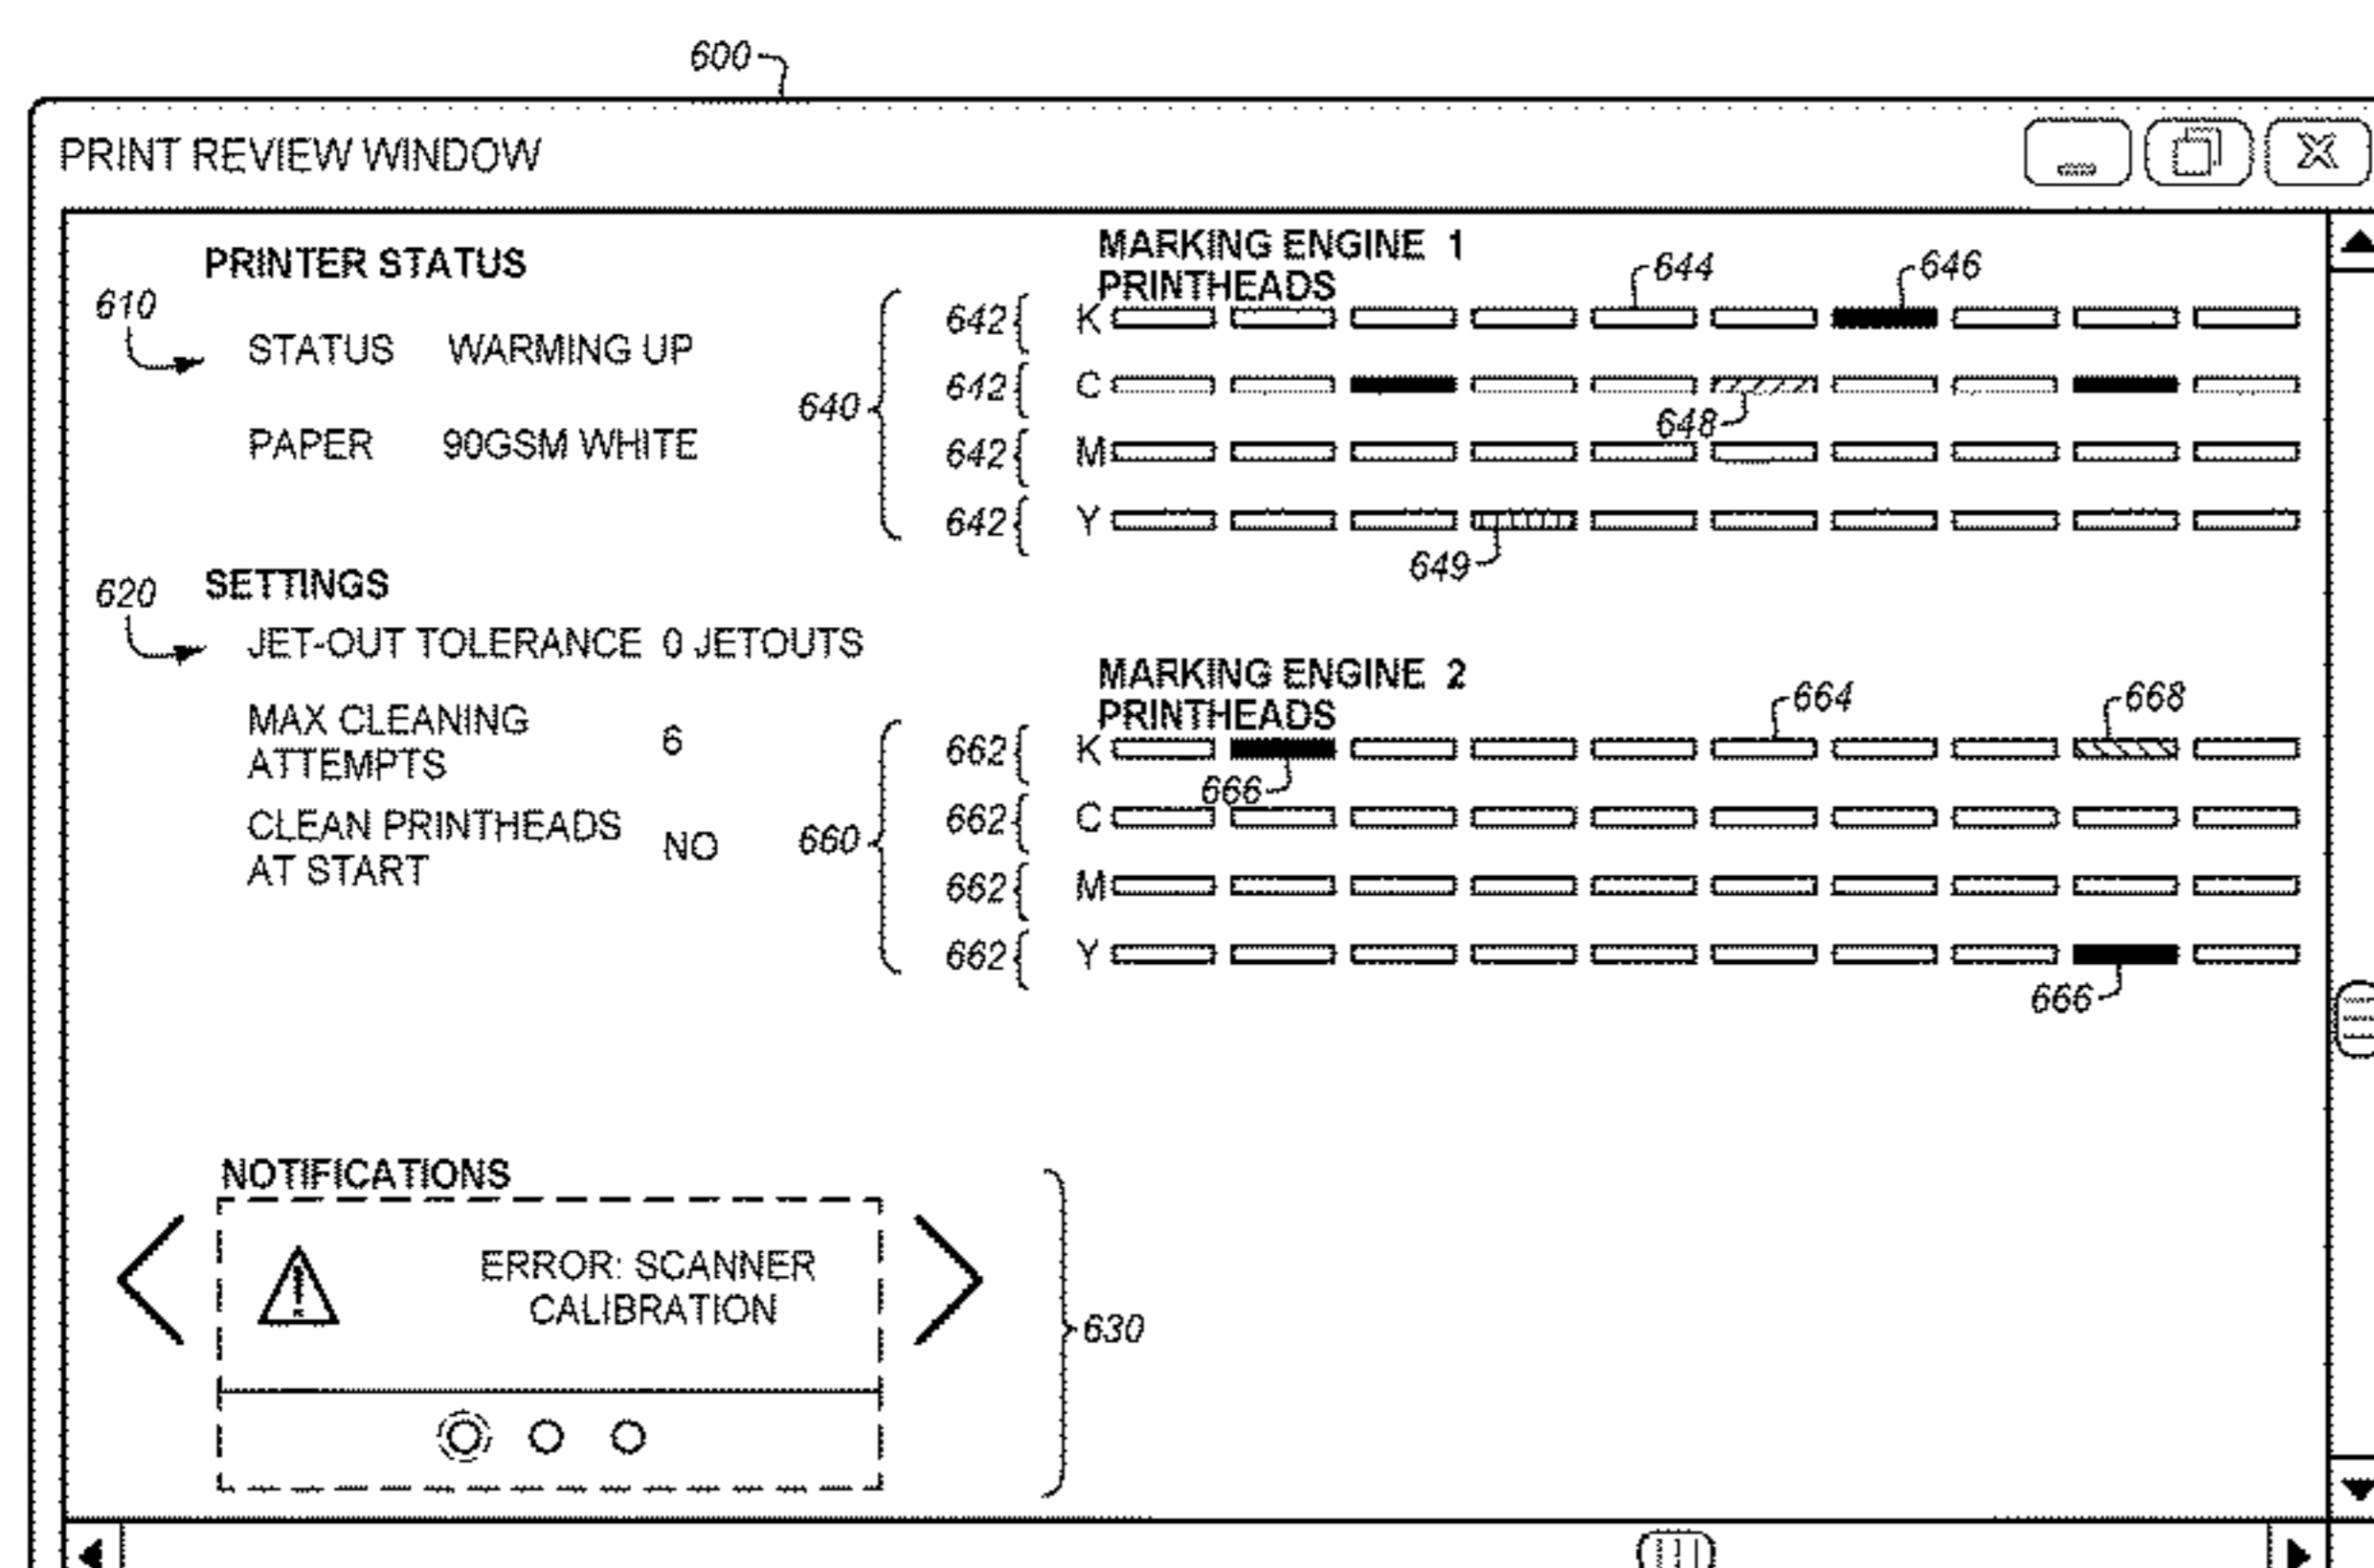 600
PRINT REVIEW WINDOW
PRINTER STATUS
610
STATUS WARMING UP
PAPER 90GSM WHITE
620
SETTINGS
JET-OUT TOLERANCE 0 JETOUTS
MAX CLEANING
ATTEMPTS
6
CLEAN PRINTHEADS
AT START
NO
MARKING ENGINE 1
PRINTHEADS
644
646
640
642 K
642 C
648
642 M
642 Y
649
MARKING ENGINE 2
PRINTHEADS
664
668
660
662 K
666
662 C
662 M
662 Y
666
NOTIFICATIONS
ERROR: SCANNER
CALIBRATION
630